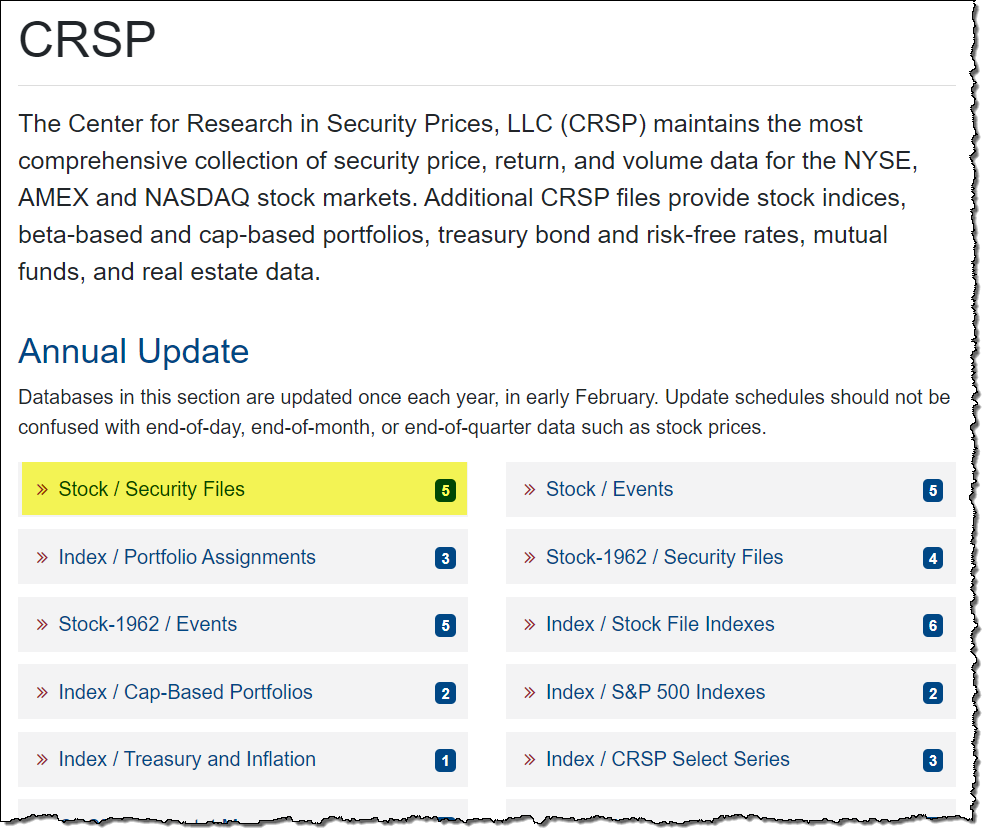 CRSP
The Center for Research in Security Prices, LLC (CRSP) maintains the most
comprehensive collection of security price, return, and volume data for the NYSE,
AMEX and NASDAQ stock markets. Additional CRSP files provide stock indices,
beta-based and cap-based portfolios, treasury bond and risk-free rates, mutual
funds, and real estate data.
Annual Update
Databases in this section are updated once each year, in early February. Update schedules should not be
confused with end-of-day, end-of-month, or end-of-quarter data such as stock prices.
» Stock / Security Files 5
» Stock / Events 5
» Index / Portfolio Assignments 3
» Stock-1962 / Security Files 4
» Stock-1962 / Events 5
» Index / Stock File Indexes 6
» Index / Cap-Based Portfolios 2
» Index / S&P 500 Indexes 2
» Index / Treasury and Inflation 1
» Index / CRSP Select Series 3